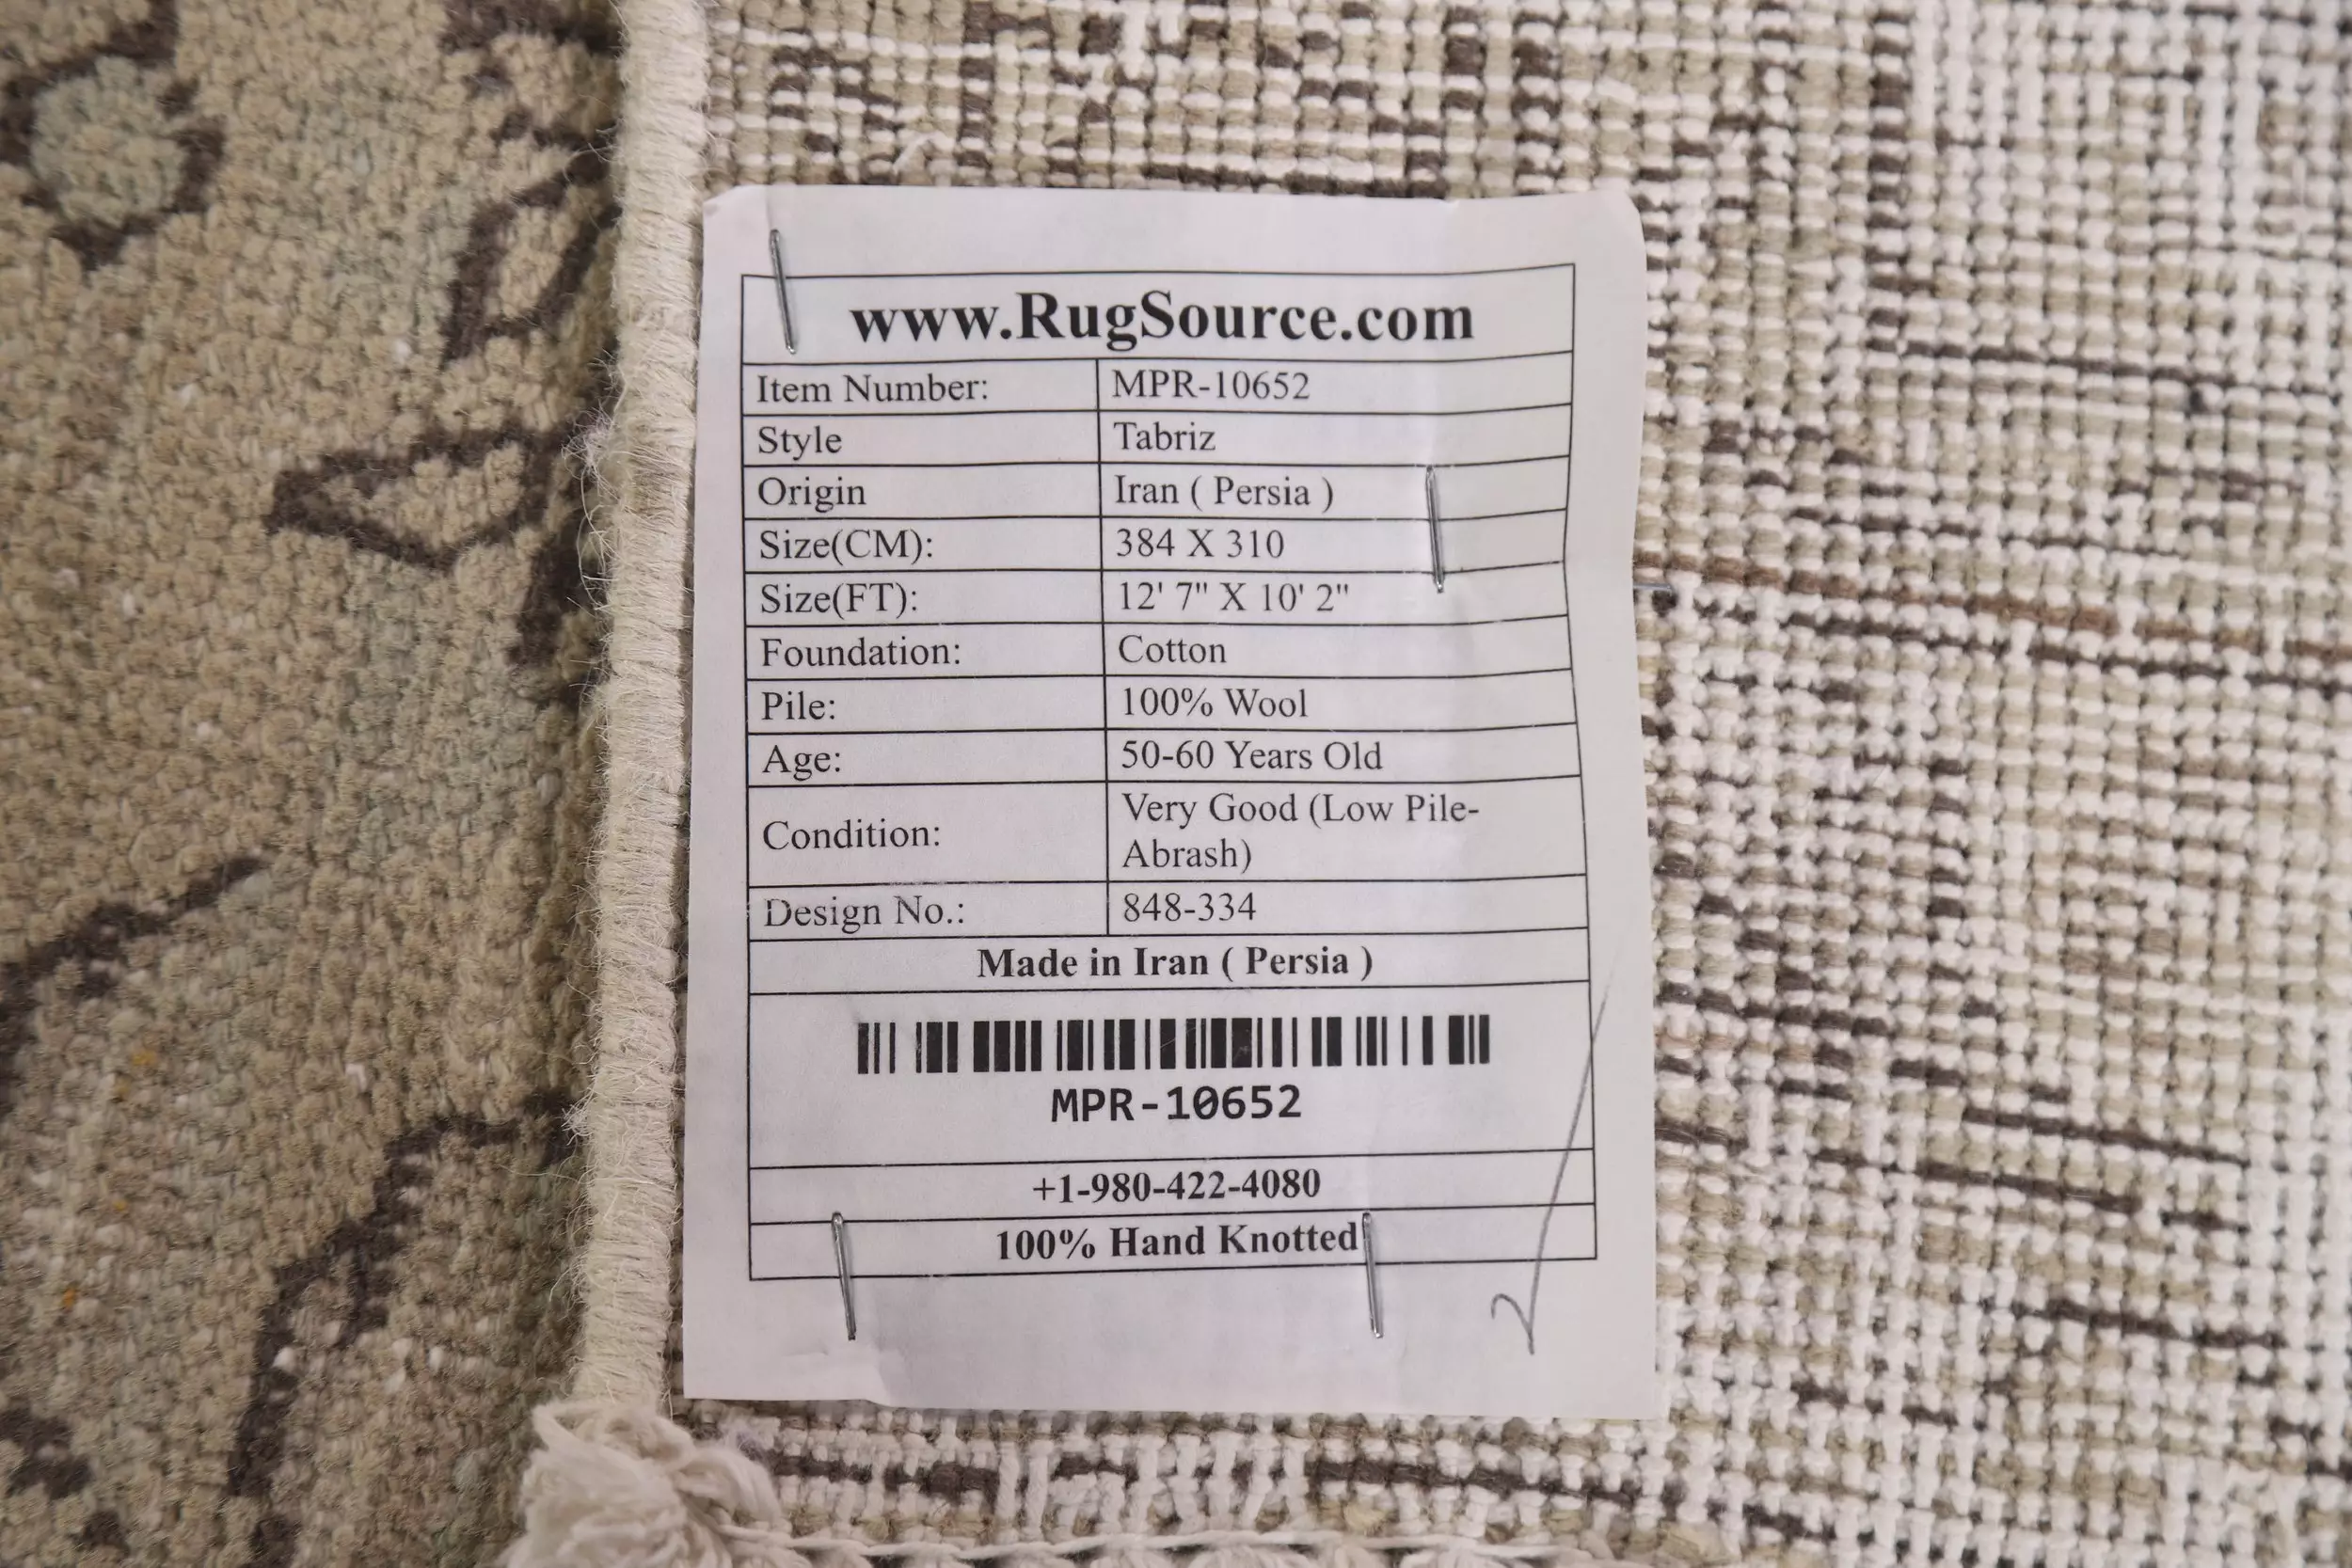 www.RugSource.com
Item Number: MPR-10652
Style Tabriz
Origin Iran ( Persia )
Size(CM): 384 X 310
Size(FT): 12' 7" X 10' 2"
Foundation: Cotton
Pile: 100% Wool
Age: 50-60 Years Old
Condition: Very Good (Low Pile-
Abrash)
Design No.: 848-334
Made in Iran ( Persia )
MPR-10652
+1-980-422-4080
100% Hand Knotted